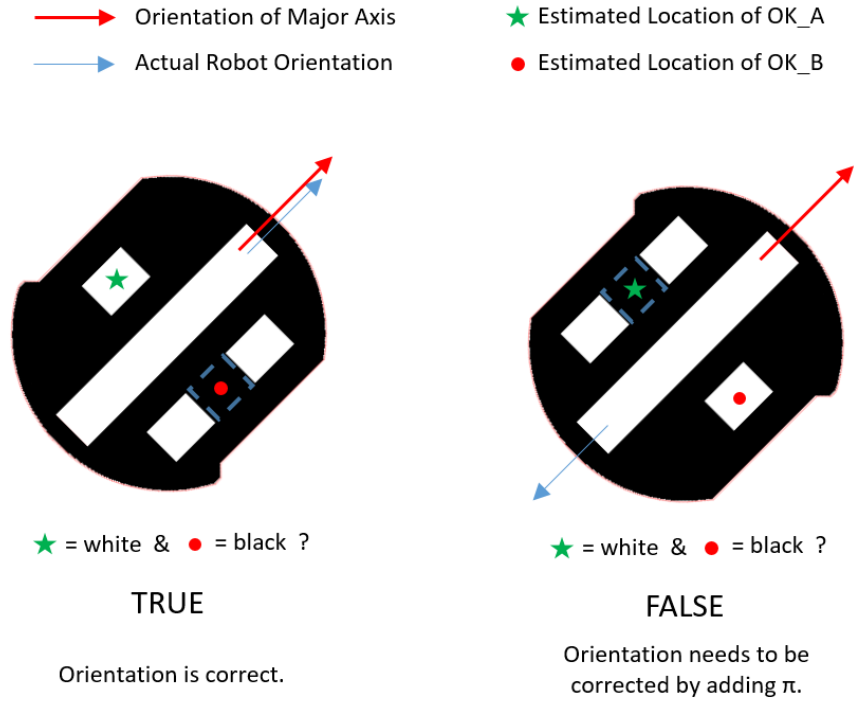 Orientation of Major Axis
Estimated Location of OK_A
Actual Robot Orientation
Estimated Location of OK_B
= white & = black ?
= white & = black ?
TRUE
FALSE
Orientation is correct.
Orientation needs to be
corrected by adding π.